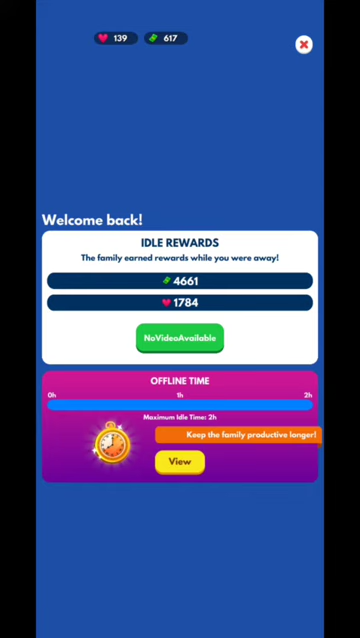 139
617
Welcome back!
IDLE REWARDS
The family earned rewards while you were away!
4661
1784
NoVideoAvailable
OFFLINE TIME
0h 1h 2h
Maximum Idle Time: 2h
Keep the family productive longer!
View